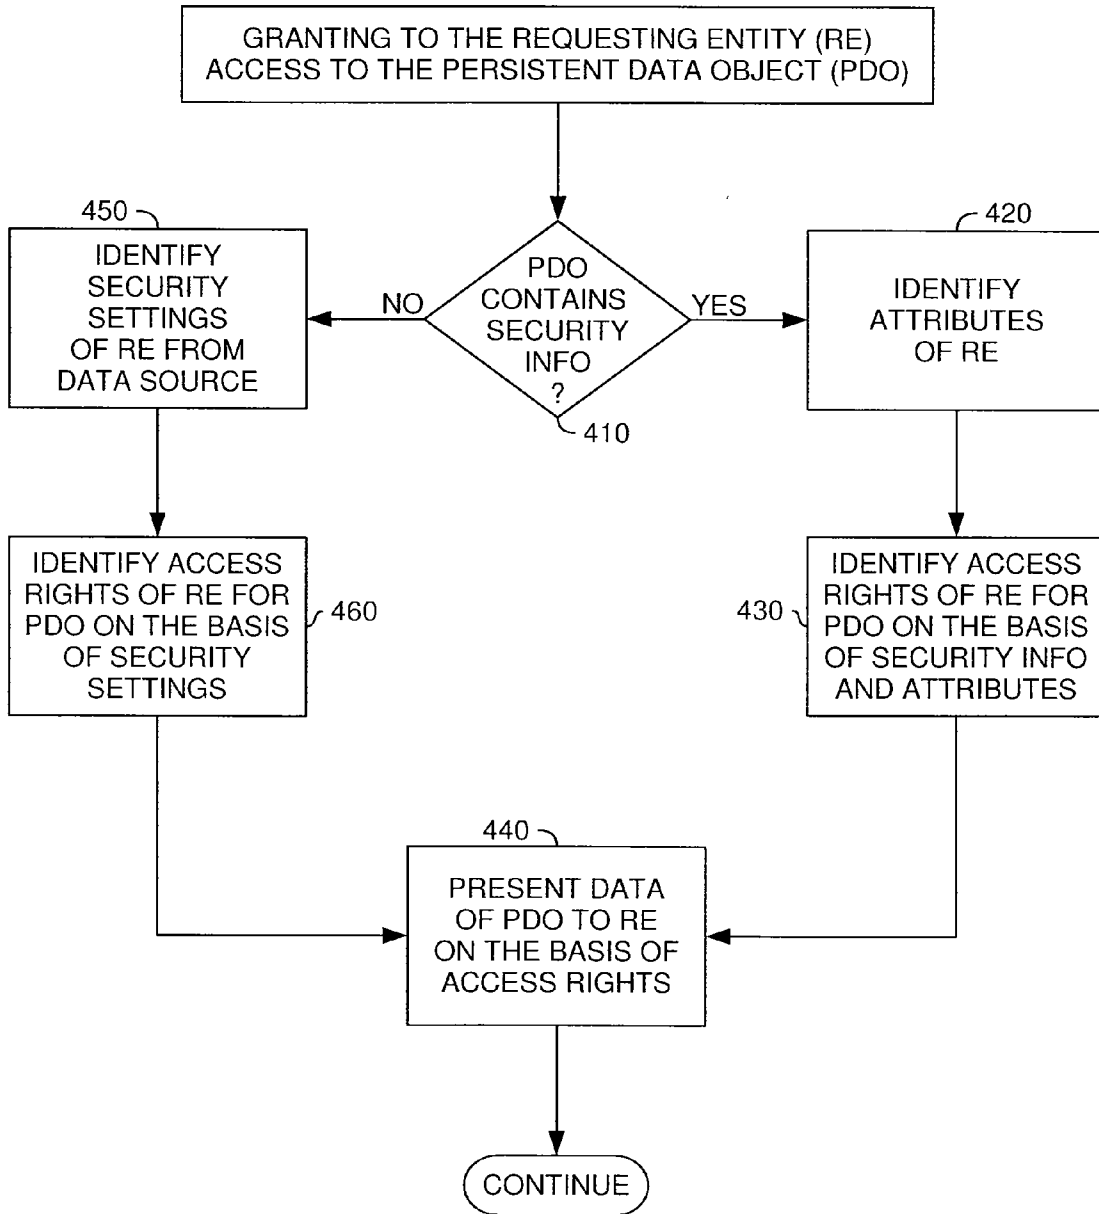 GRANTING TO THE REQUESTING ENTITY (RE)
ACCESS TO THE PERSISTENT DATA OBJECT (PDO)
450
IDENTIFY
SECURITY
SETTINGS
OF RE FROM
DATA SOURCE
NO
PDO
CONTAINS
SECURITY
INFO
?
410
YES
420
IDENTIFY
ATTRIBUTES
OF RE
IDENTIFY ACCESS
RIGHTS OF RE FOR
PDO ON THE BASIS
OF SECURITY
SETTINGS
460
430
IDENTIFY ACCESS
RIGHTS OF RE FOR
PDO ON THE BASIS
OF SECURITY INFO
AND ATTRIBUTES
440
PRESENT DATA
OF PDO TO RE
ON THE BASIS OF
ACCESS RIGHTS
CONTINUE